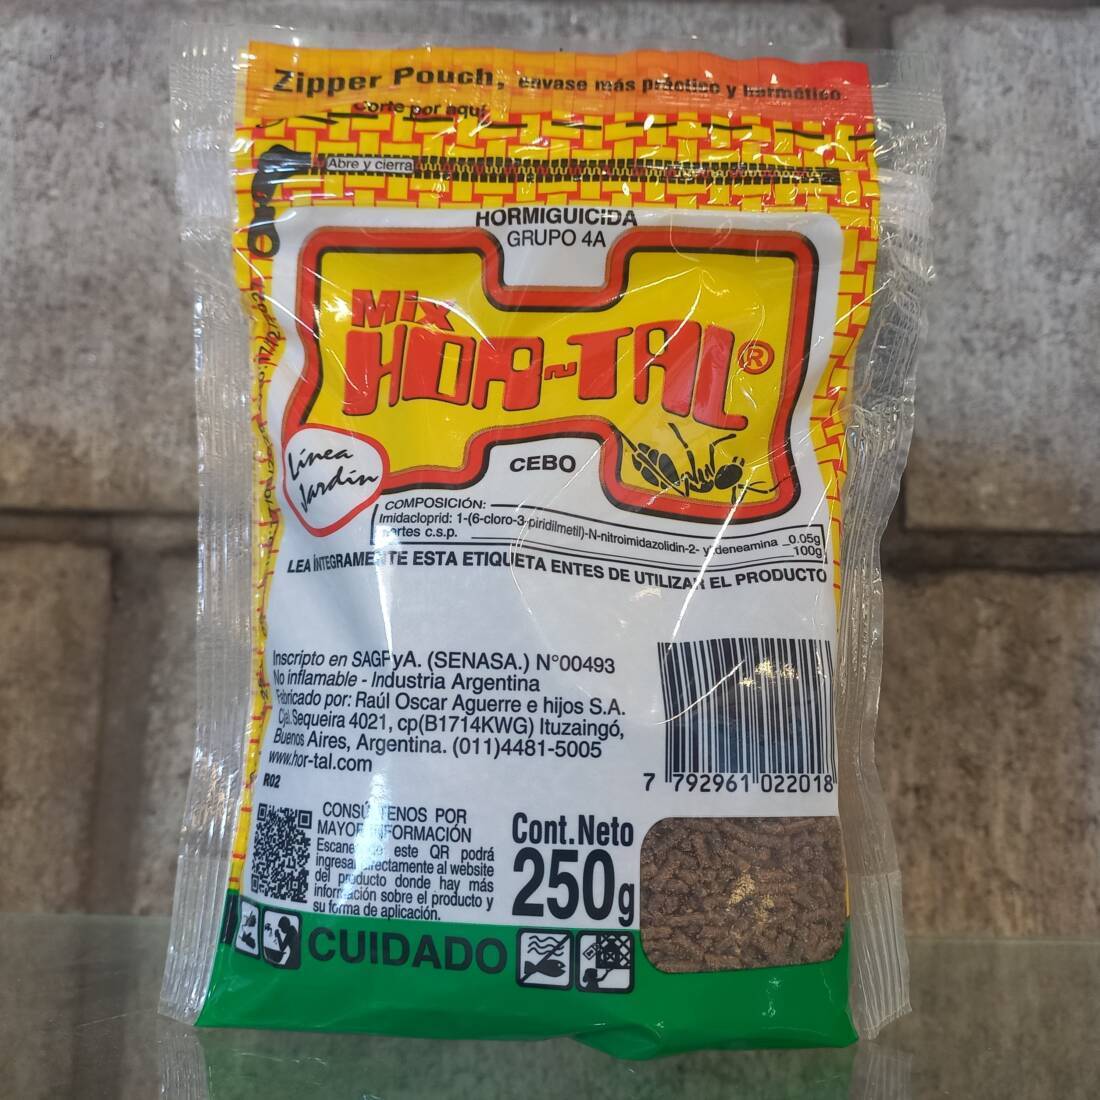 Zipper Pouch, envase más práctico y hermético
Corte por aquí
Abre y cierra
HORMIGUICIDA
GRUPO 4A
Mix
HOR~TAL®
Línea
Jardín
CEBO
COMPOSICIÓN:
Imidacloprid: 1-(6-cloro-3-piridilmetil)-N-nitroimidazolidin-2- ylideneamina _0.05g
c.s.p. 100g
LEA ÍNTEGRAMENTE ESTA ETIQUETA ENTES DE UTILIZAR EL PRODUCTO
Inscripto en SAGPyA. (SENASA.) N°00493
No inflamable - Industria Argentina
Fabricado por: Raúl Oscar Aguerre e hijos S.A.
Cjal. Sequeira 4021, cp(B1714KWG) Ituzaingó,
Buenos Aires, Argentina. (011)4481-5005
www.hor-tal.com
R02
7 792961 022018
CONSÚLTENOS POR
MAYOR INFORMACIÓN
Escaneando este QR podrá
ingresar directamente al website
del producto donde hay más
información sobre el producto y
su forma de aplicación.
Cont.Neto
250g
CUIDADO